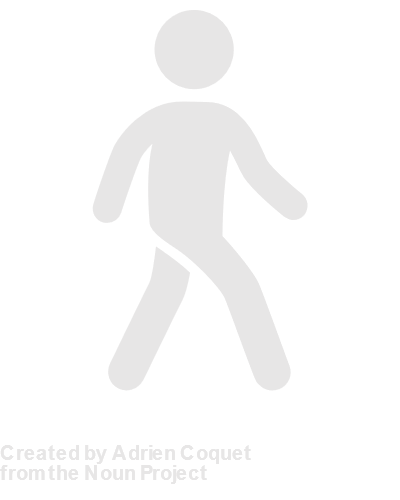 Created by Adrien Coquet
from the Noun Project